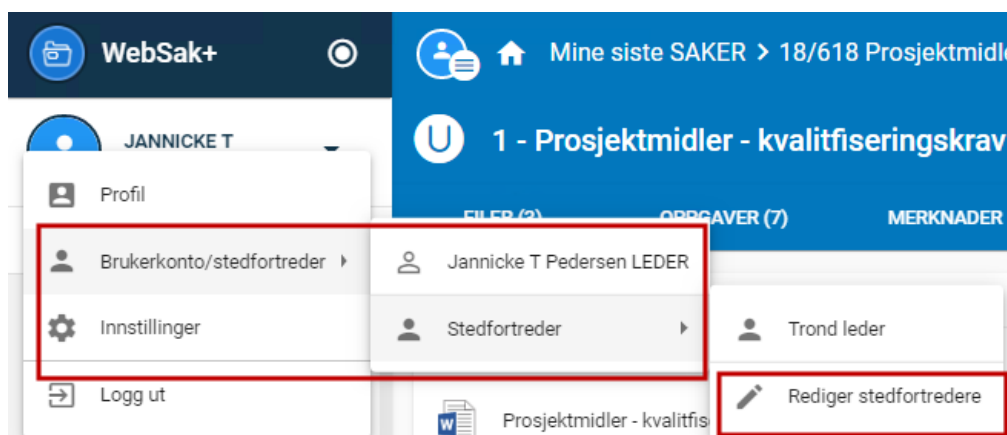 WebSak+
Mine siste SAKER > 18/618 Prosjektmidl
JANNICKE T
U 1 - Prosjektmidler - kvalitfiseringskrav
Profil
FILER (2) OPPGAVER (7) MERKNADER
Brukerkonto/stedfortreder
Jannicke T Pedersen LEDER
Innstillinger
Stedfortreder
Trond leder
Logg ut
Rediger stedfortredere
W Prosjektmidler - kvalitfis